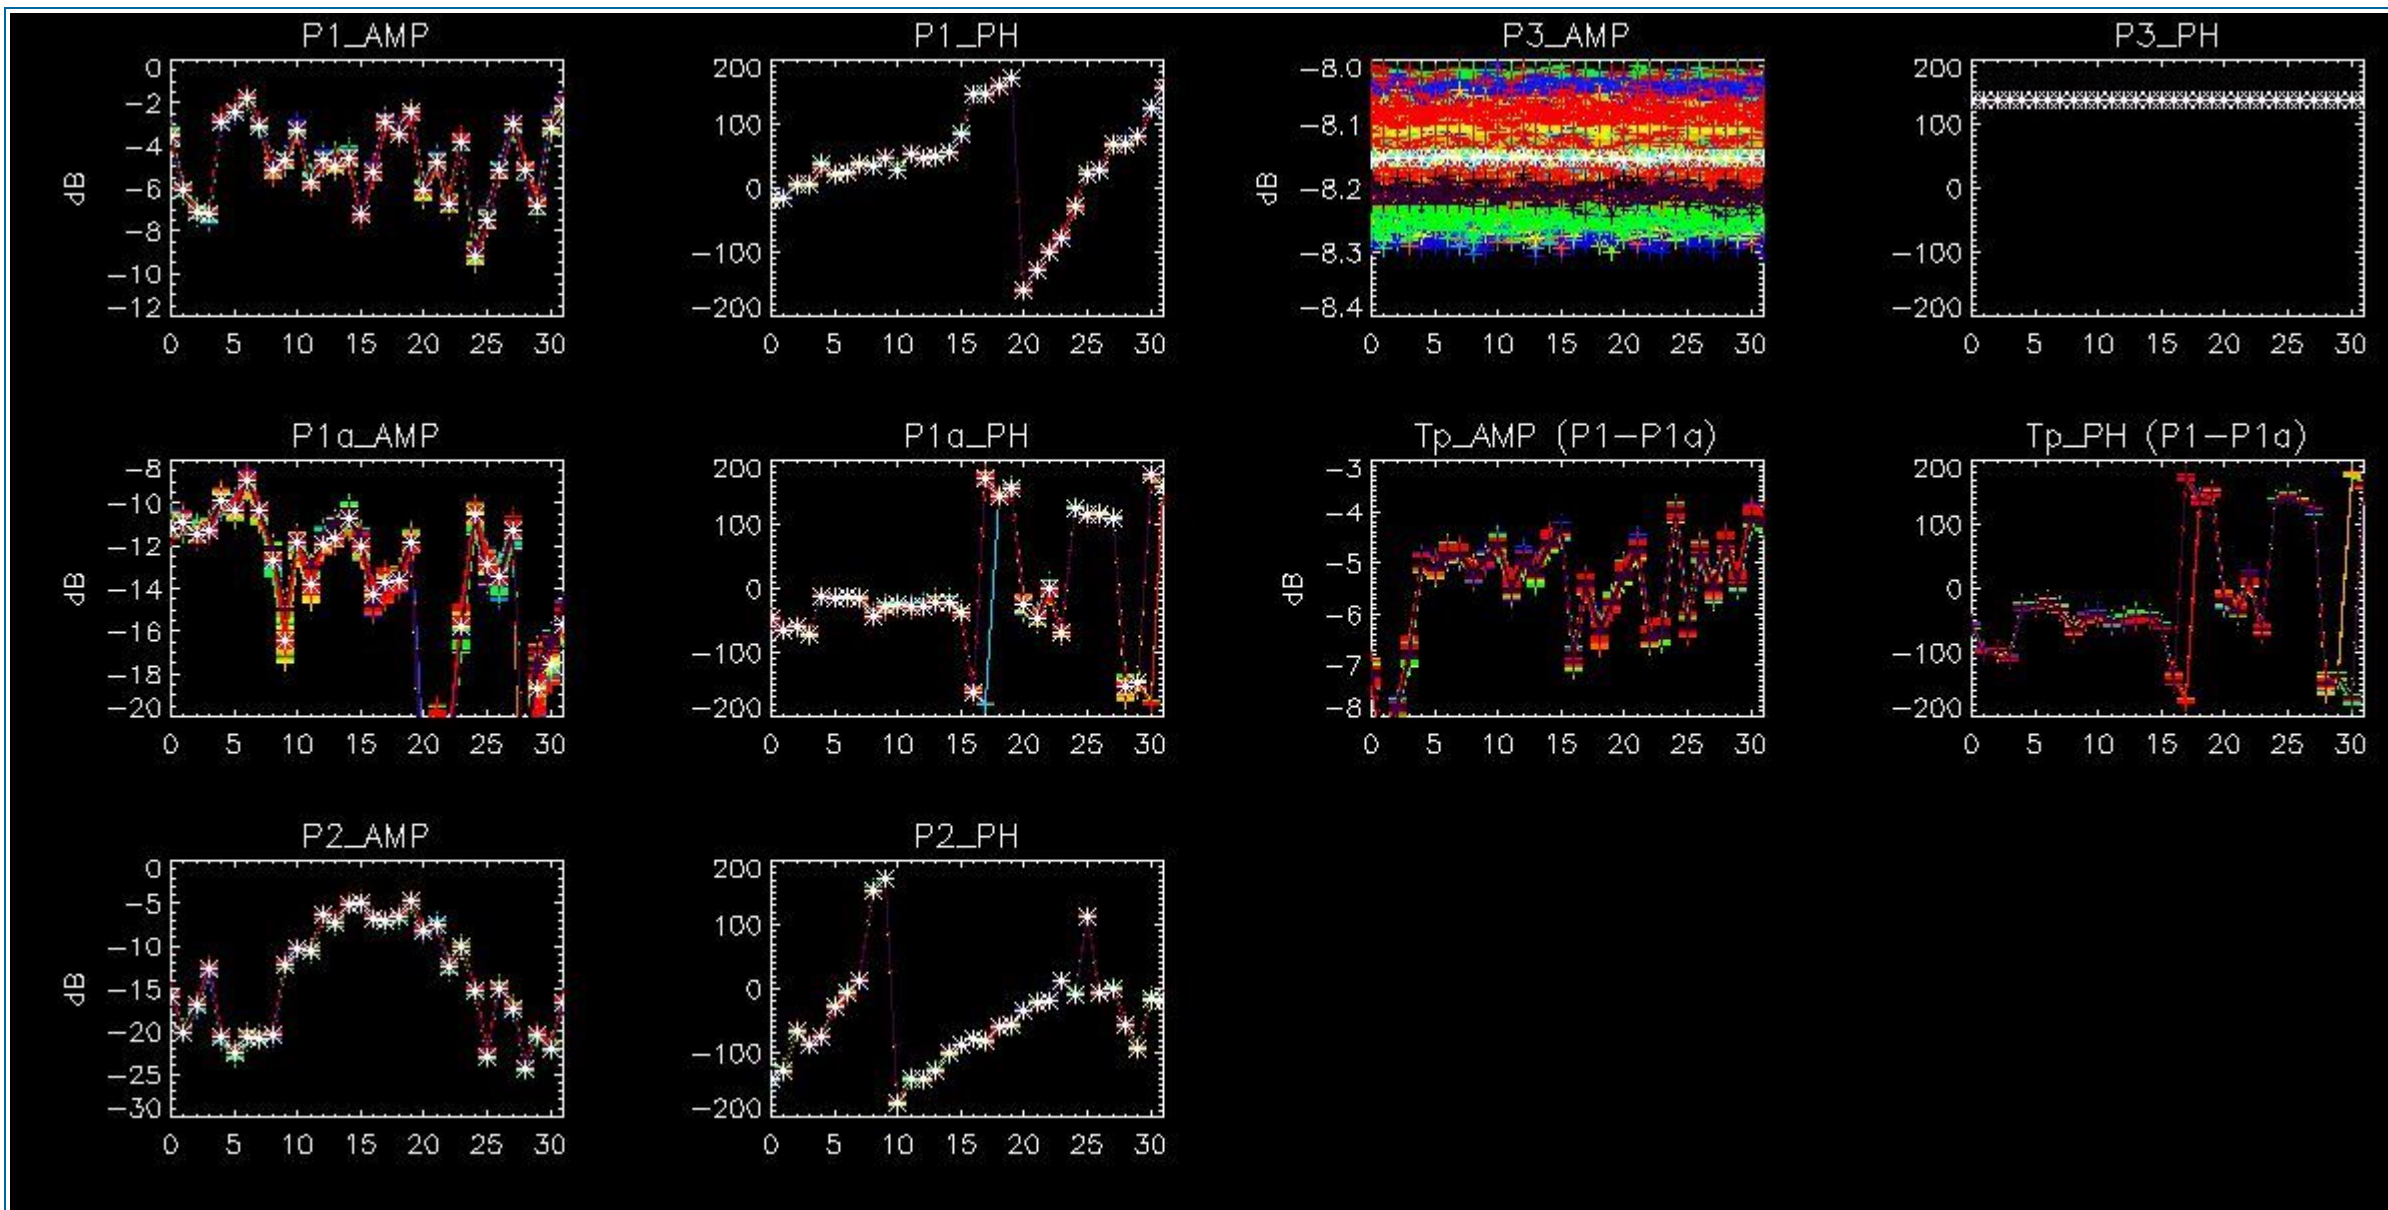 P1_AMP P1_PH P3_AMP P3_PH
0 200 −8.0 200
−2
100 −8.1 100
−4
dB −6 0 dB −8.2 0
−8
−100 −8.3 −100
−10
−12 −200 −8.4 −200
0 5 10 15 20 25 30 0 5 10 15 20 25 30 0 5 10 15 20 25 30 0 5 10 15 20 25 30
P1a_AMP P1a_PH Tp_AMP (P1−P1a) Tp_PH (P1−P1a)
−8 200 −3 200
−10 100 −4 100
−12
dB −14 0 dB −5 0
−6
−16 −100 −100
−18 −7
−20 −200 −8 −200
0 5 10 15 20 25 30 0 5 10 15 20 25 30 0 5 10 15 20 25 30 0 5 10 15 20 25 30
P2_AMP P2_PH
0 200
−5 100
−10
dB −15 0
−20 −100
−25
−30 −200
0 5 10 15 20 25 30 0 5 10 15 20 25 30